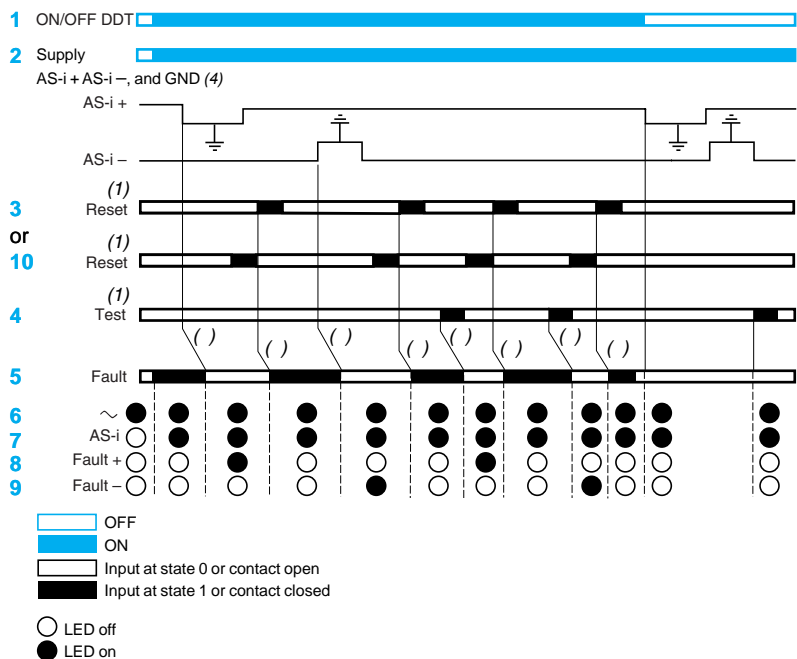 1 ON/OFF DDT
2 Supply
AS-i + AS-i –, and GND (4)
AS-i +
AS-i –
(1)
3 Reset
or
(1)
10 Reset
(1)
4 Test
( ) ( ) ( ) ( ) ( ) ( ) ( ) ( )
5 Fault
6 ~
7 AS-i
8 Fault +
9 Fault –
OFF
ON
Input at state 0 or contact open
Input at state 1 or contact closed
LED off
LED on